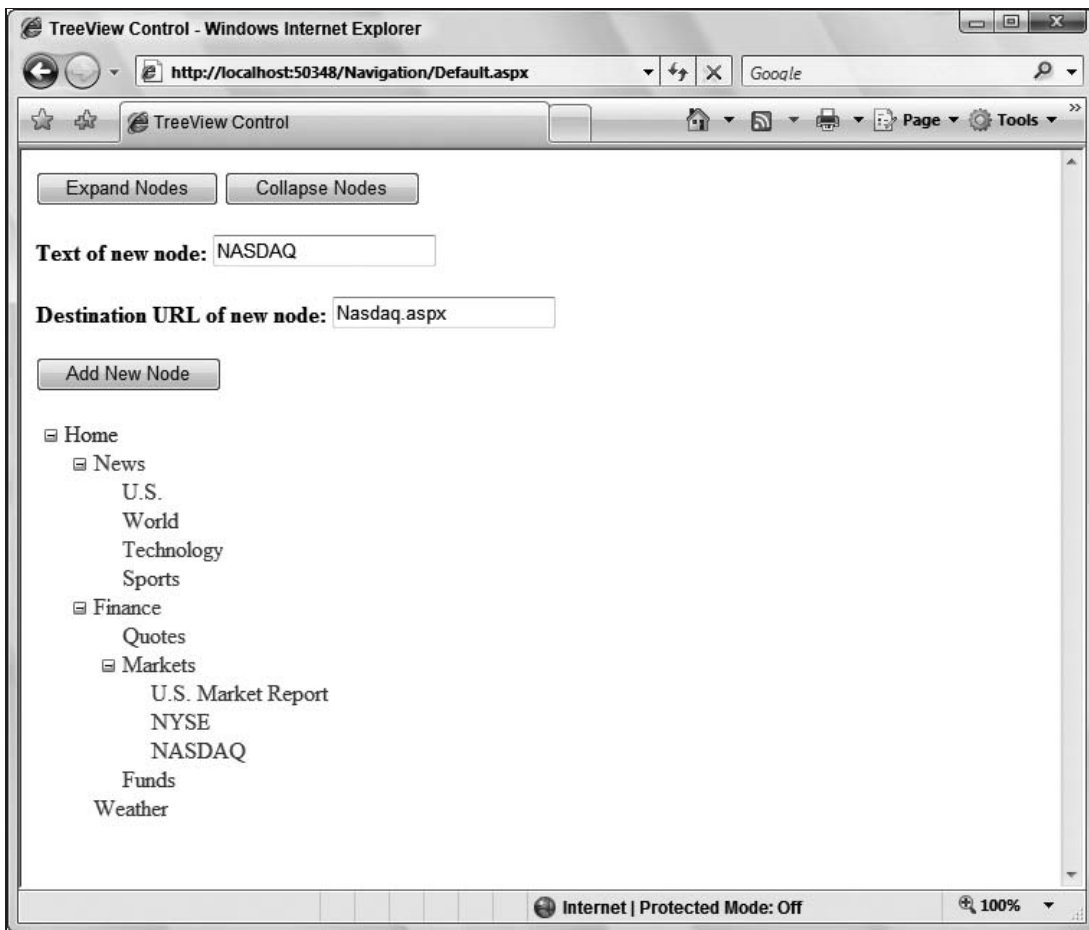 TreeView Control - Windows Internet Explorer
http://localhost:50348/Navigation/Default.aspx
Google
TreeView Control
Page
Tools
Expand Nodes
Collapse Nodes
Text of new node: NASDAQ
Destination URL of new node: Nasdaq.aspx
Add New Node
Home
News
U.S.
World
Technology
Sports
Finance
Quotes
Markets
U.S. Market Report
NYSE
NASDAQ
Funds
Weather
Internet | Protected Mode: Off
100%